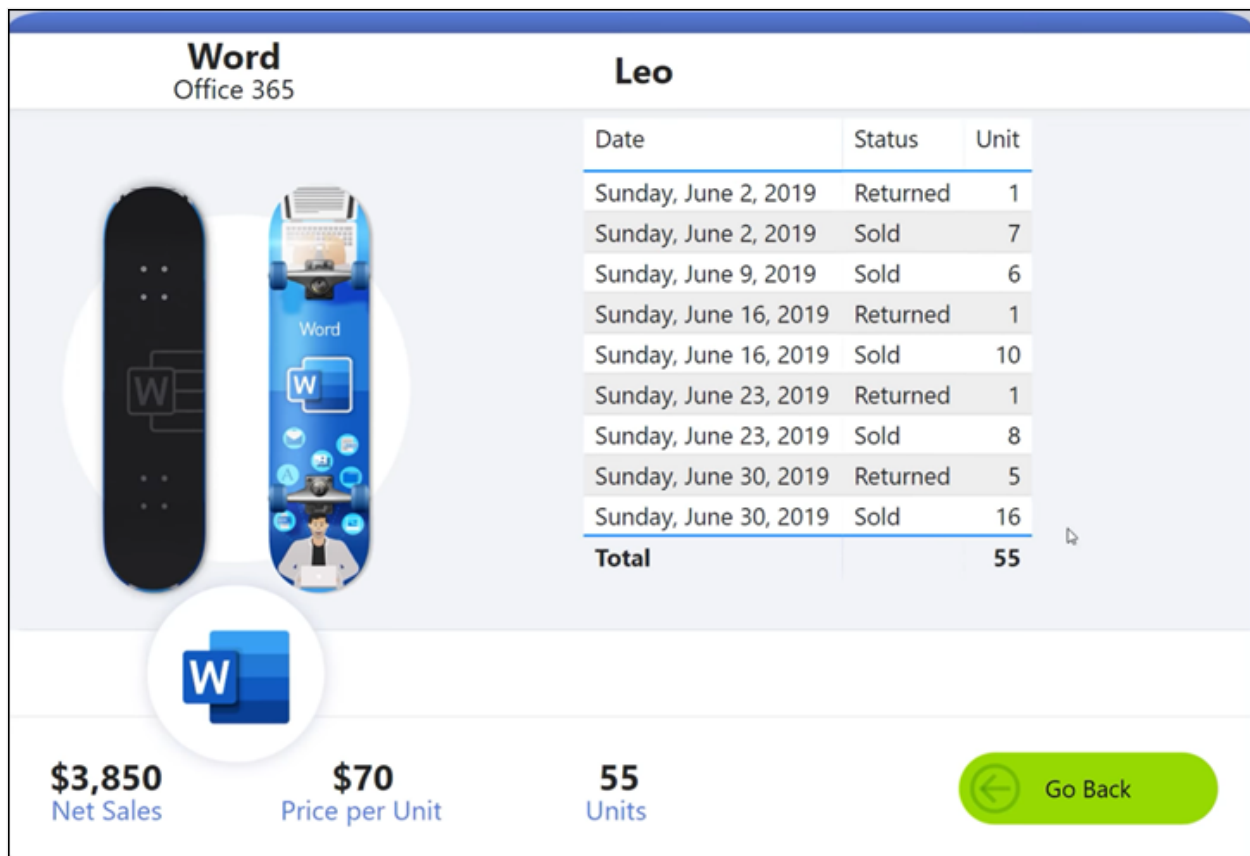 Word
Office 365
Leo
Date Status Unit
Sunday, June 2, 2019 Returned 1
Sunday, June 2, 2019 Sold 7
Sunday, June 9, 2019 Sold 6
Sunday, June 16, 2019 Returned 1
Sunday, June 16, 2019 Sold 10
Sunday, June 23, 2019 Returned 1
Sunday, June 23, 2019 Sold 8
Sunday, June 30, 2019 Returned 5
Sunday, June 30, 2019 Sold 16
Total 55
W
Word
W
A
W
$3,850
Net Sales
$70
Price per Unit
55
Units
Go Back